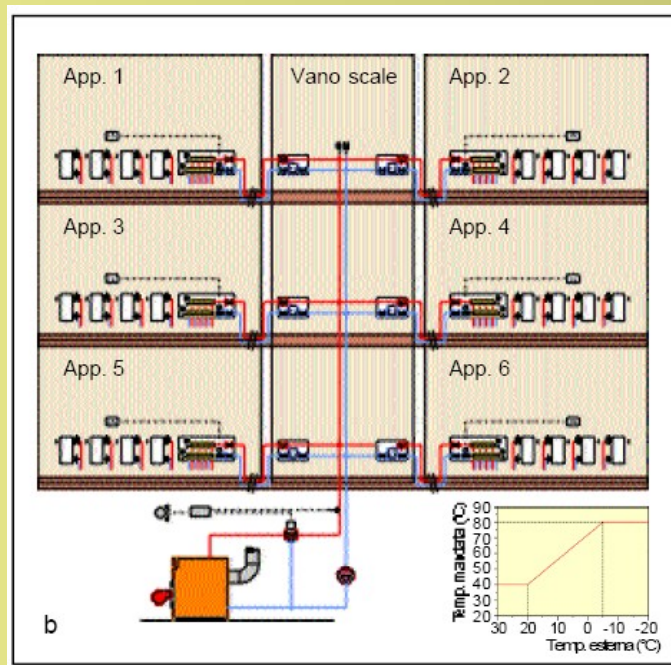 App. 1
Vano scale
App. 2
App. 3
App. 4
App. 5
App. 6
b
Temp. mandata (°C)
90
80
70
60
50
40
30
20
30 20 10 0 -10 -20
Temp. esterna (°C)